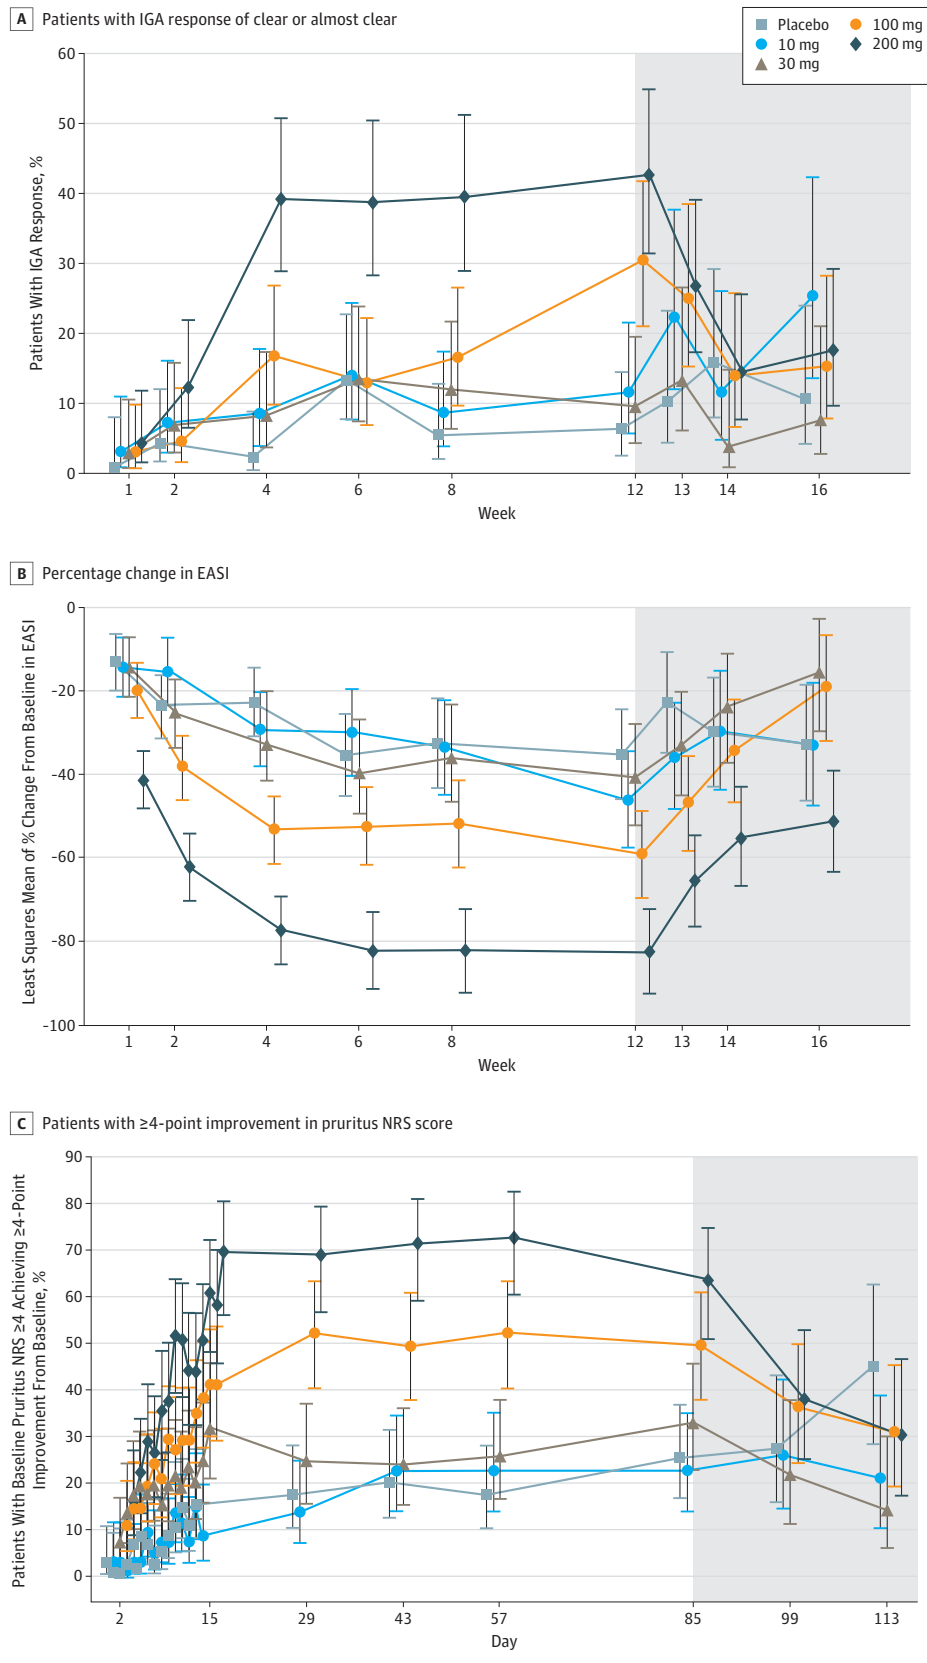 A Patients with IGA response of clear or almost clear
Placebo
10 mg
30 mg
100 mg
200 mg
Patients With IGA Response, %
60
50
40
30
20
10
0
1 2 4 6 8 12 13 14 16
Week
B Percentage change in EASI
Least Squares Mean of % Change From Baseline in EASI
0
-20
-40
-60
-80
-100
1 2 4 6 8 12 13 14 16
Week
C Patients with ≥4-point improvement in pruritus NRS score
Patients With Baseline Pruritus NRS ≥4 Achieving ≥4-Point
Improvement From Baseline, %
90
80
70
60
50
40
30
20
10
0
2 15 29 43 57 85 99 113
Day